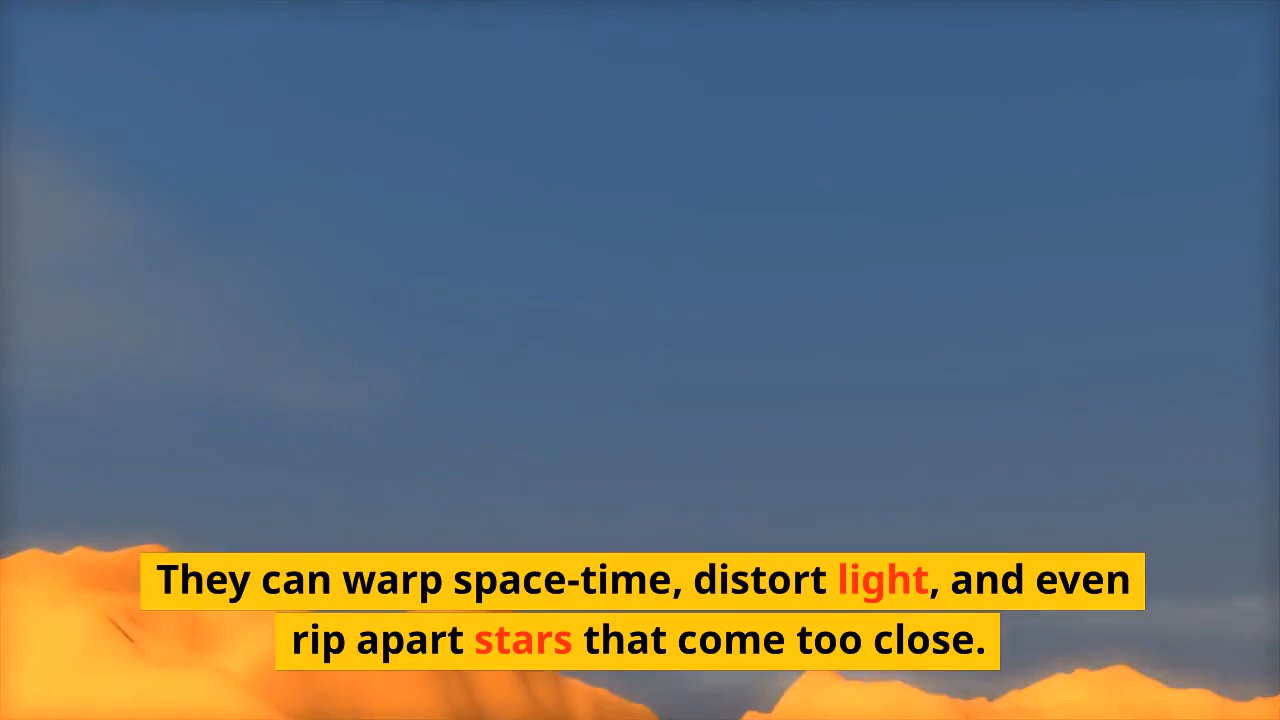 They can warp space-time, distort light, and even
rip apart stars that come too close.